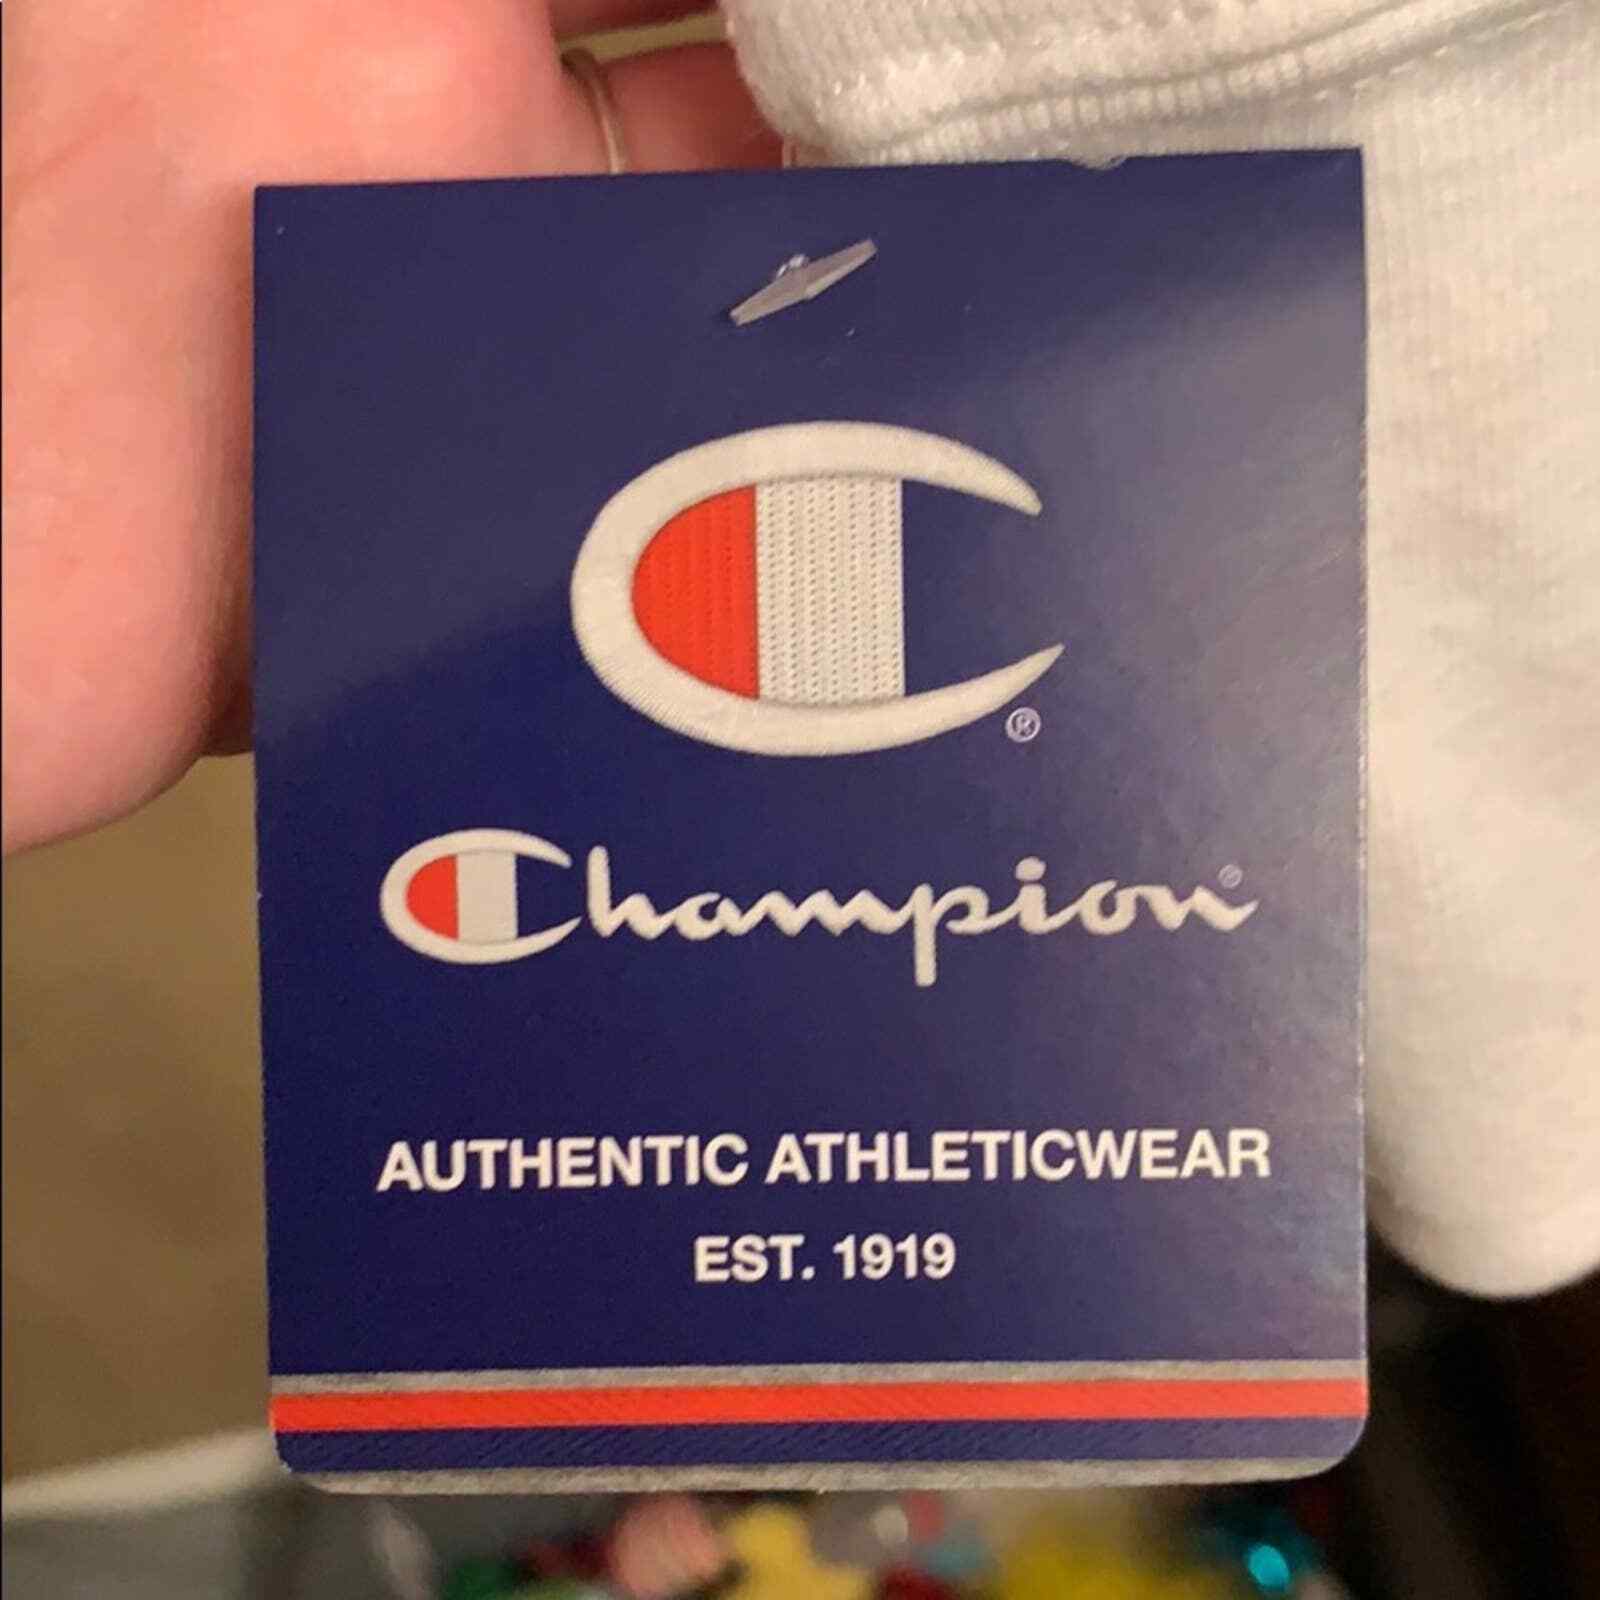 C®
Champion®
AUTHENTIC ATHLETICWEAR
EST. 1919